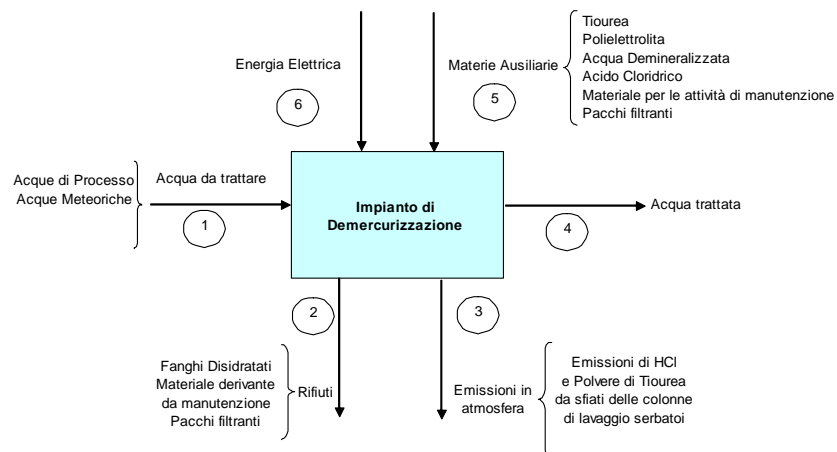 Tiourea
Polielettrolita
Acqua Demineralizzata
Acido Cloridrico
Materiale per le attività di manutenzione
Pacchi filtranti
Energia Elettrica
Materie Ausiliarie
6
5
Acque di Processo
Acque Meteoriche
Acqua da trattare
1
Impianto di
Demercurizzazione
4
Acqua trattata
2
3
Fanghi Disidratati
Materiale derivante
da manutenzione
Pacchi filtranti
Rifiuti
Emissioni in
atmosfera
Emissioni di HCl
e Polvere di Tiourea
da sfiati delle colonne
di lavaggio serbatoi